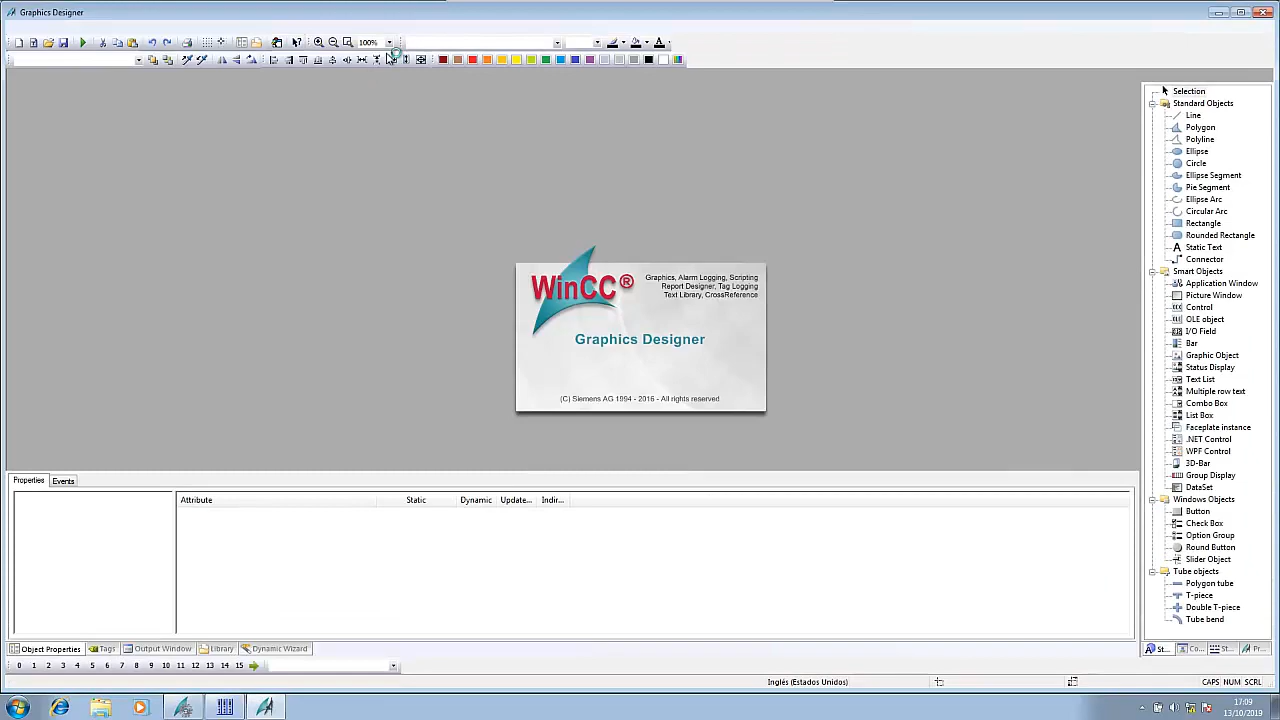 Graphics Designer
100%
Selection
Standard Objects
Line
Polygon
Polyline
Ellipse
Circle
Ellipse Segment
Pie Segment
Ellipse Arc
Circular Arc
Rectangle
Rounded Rectangle
A Static Text
Connector
Smart Objects
Application Window
Picture Window
Control
OLE object
I/O Field
Bar
Graphic Object
Status Display
Text List
Multiple row text
Combo Box
List Box
Faceplate instance
.NET Control
WPF Control
3D-Bar
Group Display
DataSet
Windows Objects
Button
Check Box
Option Group
Round Button
Slider Object
Tube objects
Polygon tube
T-piece
Double T-piece
Tube bend
St... Co... St... Pr...
WinCC®
Graphics, Alarm Logging, Scripting
Report Designer, Tag Logging
Text Library, CrossReference
Graphics Designer
(C) Siemens AG 1994 - 2016 - All rights reserved
Properties Events
Attribute Static Dynamic Update... Indir...
Object Properties Tags Output Window Library Dynamic Wizard
0 1 2 3 4 5 6 7 8 9 10 11 12 13 14 15
Inglés (Estados Unidos) CAPS NUM SCRL
17:09
13/10/2019